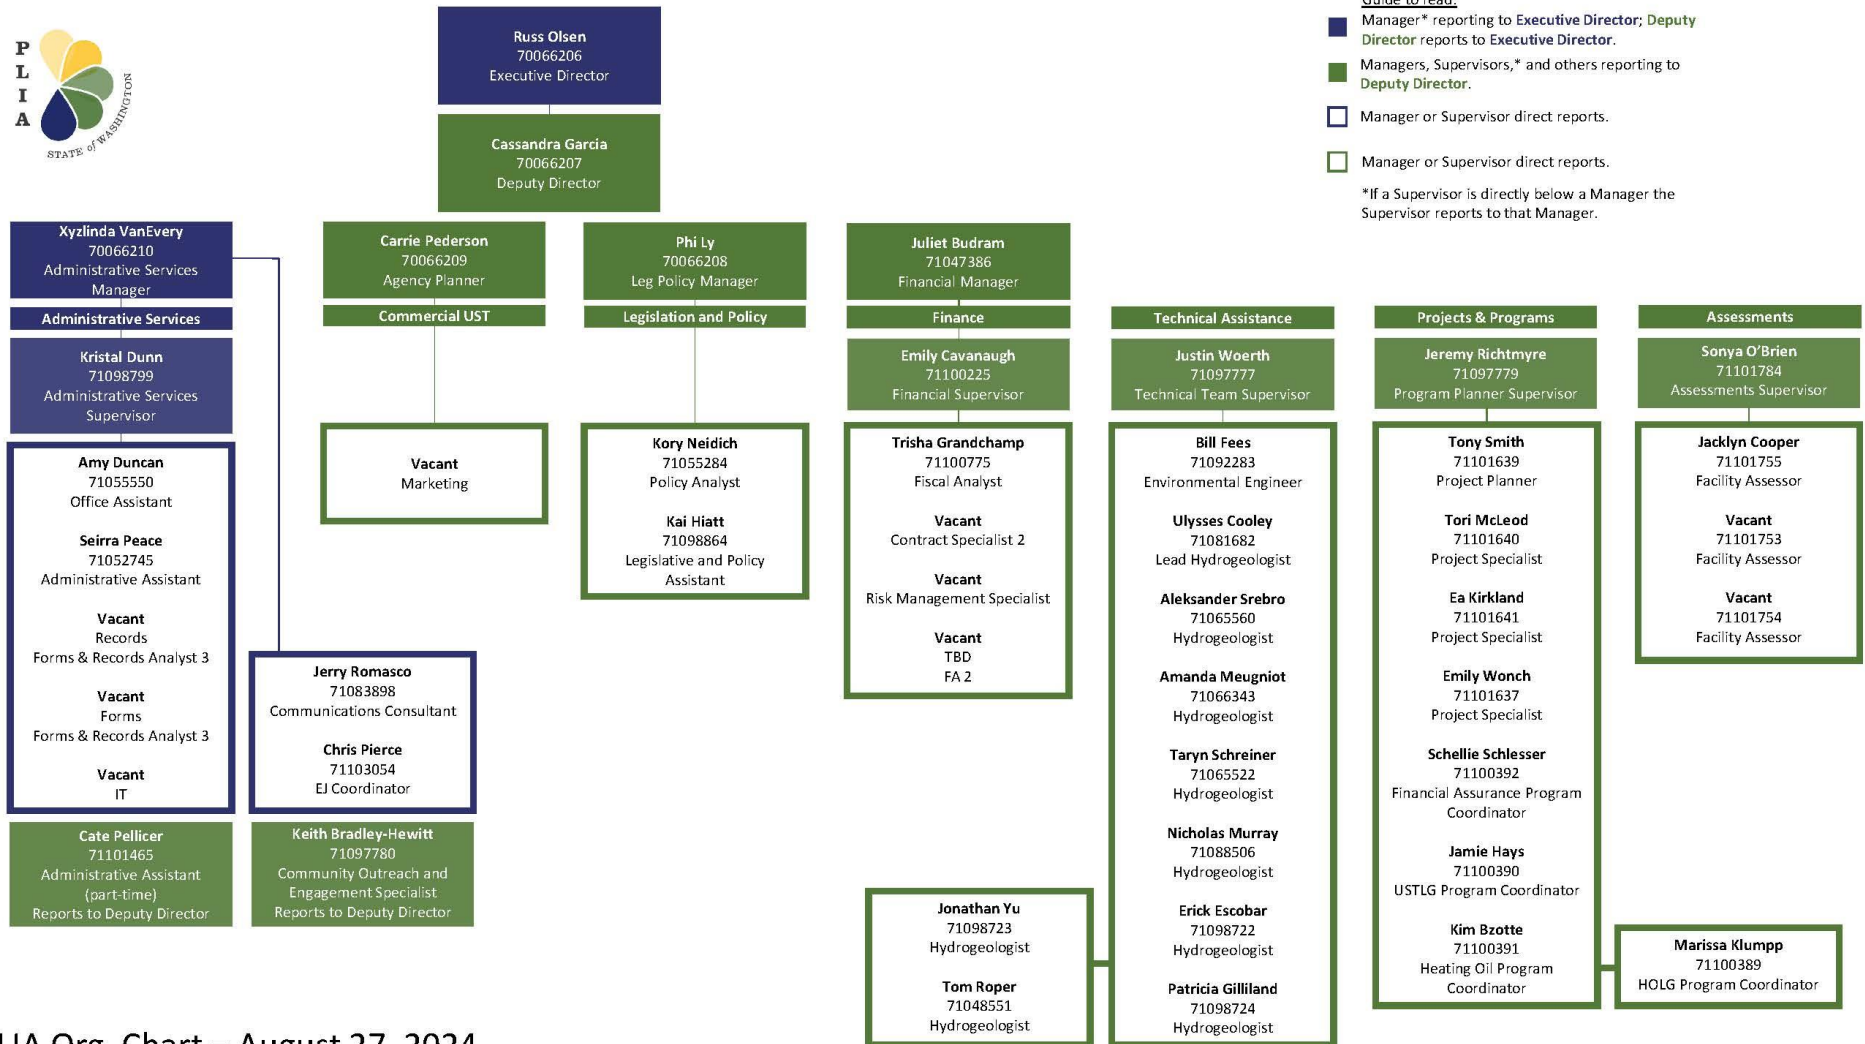 P
L
I
A
STATE of WASHINGTON
Russ Olsen
70066206
Executive Director
Cassandra Garcia
70066207
Deputy Director
Guide to read:
Manager* reporting to Executive Director; Deputy
Director reports to Executive Director.
Managers, Supervisors,* and others reporting to
Deputy Director.
Manager or Supervisor direct reports.
Manager or Supervisor direct reports.
*If a Supervisor is directly below a Manager the
Supervisor reports to that Manager.
Xyzlinda VanEvery
70066210
Administrative Services
Manager
Administrative Services
Kristal Dunn
71098799
Administrative Services
Supervisor
Amy Duncan
71055550
Office Assistant
Seirra Peace
71052745
Administrative Assistant
Vacant
Records
Forms & Records Analyst 3
Vacant
Forms
Forms & Records Analyst 3
Vacant
IT
Cate Pellicer
71101465
Administrative Assistant
(part-time)
Reports to Deputy Director
Jerry Romasco
71083898
Communications Consultant
Chris Pierce
71103054
EJ Coordinator
Keith Bradley-Hewitt
71097780
Community Outreach and
Engagement Specialist
Reports to Deputy Director
Carrie Pederson
70066209
Agency Planner
Commercial UST
Vacant
Marketing
Phi Ly
70066208
Leg Policy Manager
Legislation and Policy
Kory Neidich
71055284
Policy Analyst
Kai Hiatt
71098864
Legislative and Policy
Assistant
Juliet Budram
71047386
Financial Manager
Finance
Emily Cavanaugh
71100225
Financial Supervisor
Trisha Grandchamp
71100775
Fiscal Analyst
Vacant
Contract Specialist 2
Vacant
Risk Management Specialist
Vacant
TBD
FA 2
Technical Assistance
Justin Woerth
71097777
Technical Team Supervisor
Bill Fees
71092283
Environmental Engineer
Ulysses Cooley
71081682
Lead Hydrogeologist
Aleksander Srebro
71065560
Hydrogeologist
Amanda Meugniot
71066343
Hydrogeologist
Taryn Schreiner
71065522
Hydrogeologist
Nicholas Murray
71088506
Hydrogeologist
Erick Escobar
71098722
Hydrogeologist
Patricia Gilliland
71098724
Hydrogeologist
Jonathan Yu
71098723
Hydrogeologist
Tom Roper
71048551
Hydrogeologist
Projects & Programs
Jeremy Richtmyre
71097779
Program Planner Supervisor
Tony Smith
71101639
Project Planner
Tori McLeod
71101640
Project Specialist
Ea Kirkland
71101641
Project Specialist
Emily Wonch
71101637
Project Specialist
Schellie Schlesser
71100392
Financial Assurance Program
Coordinator
Jamie Hays
71100390
USTLG Program Coordinator
Kim Bzotte
71100391
Heating Oil Program
Coordinator
Marissa Klumpp
71100389
HOLG Program Coordinator
Assessments
Sonya O'Brien
71101784
Assessments Supervisor
Jacklyn Cooper
71101755
Facility Assessor
Vacant
71101753
Facility Assessor
Vacant
71101754
Facility Assessor
Org. Chart – August 27, 2024